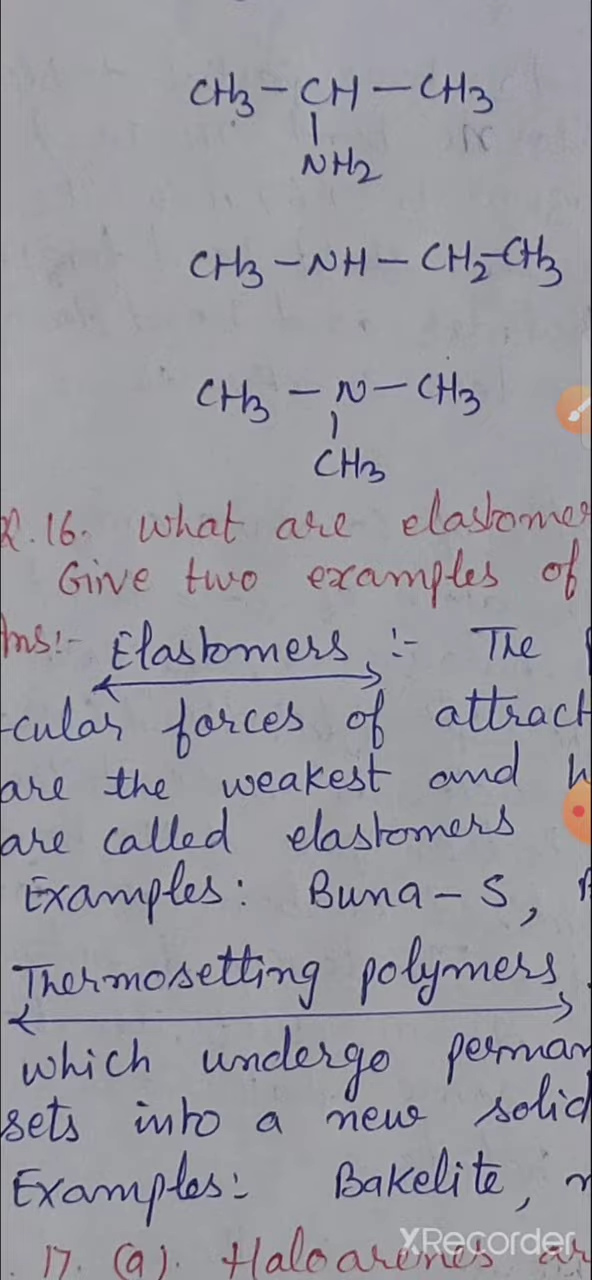 CH3 - CH - CH3
|
NH2
CH3 - NH - CH2-CH3
CH3 - N - CH3
|
CH3
16. What are elastomer
Give two examples of
Ans:- Elastomers :- The
-cular forces of attract
are the weakest and
are called elastomers
Examples: Buna-S,
Thermosetting polymers
which undergo perman
sets into a new solid
Examples:- Bakelite,
17. (a). Haloarenes ar
XRecorder